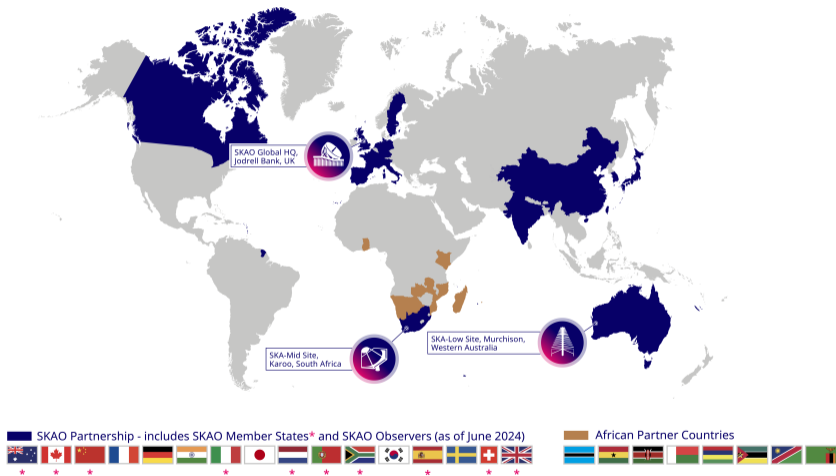 SKAO Global HQ,
Jodrell Bank, UK
SKA-Mid Site,
Karoo, South Africa
SKA-Low Site, Murchison,
Western Australia
SKAO Partnership - includes SKAO Member States* and SKAO Observers (as of June 2024)
African Partner Countries
* * * * * * * * * *